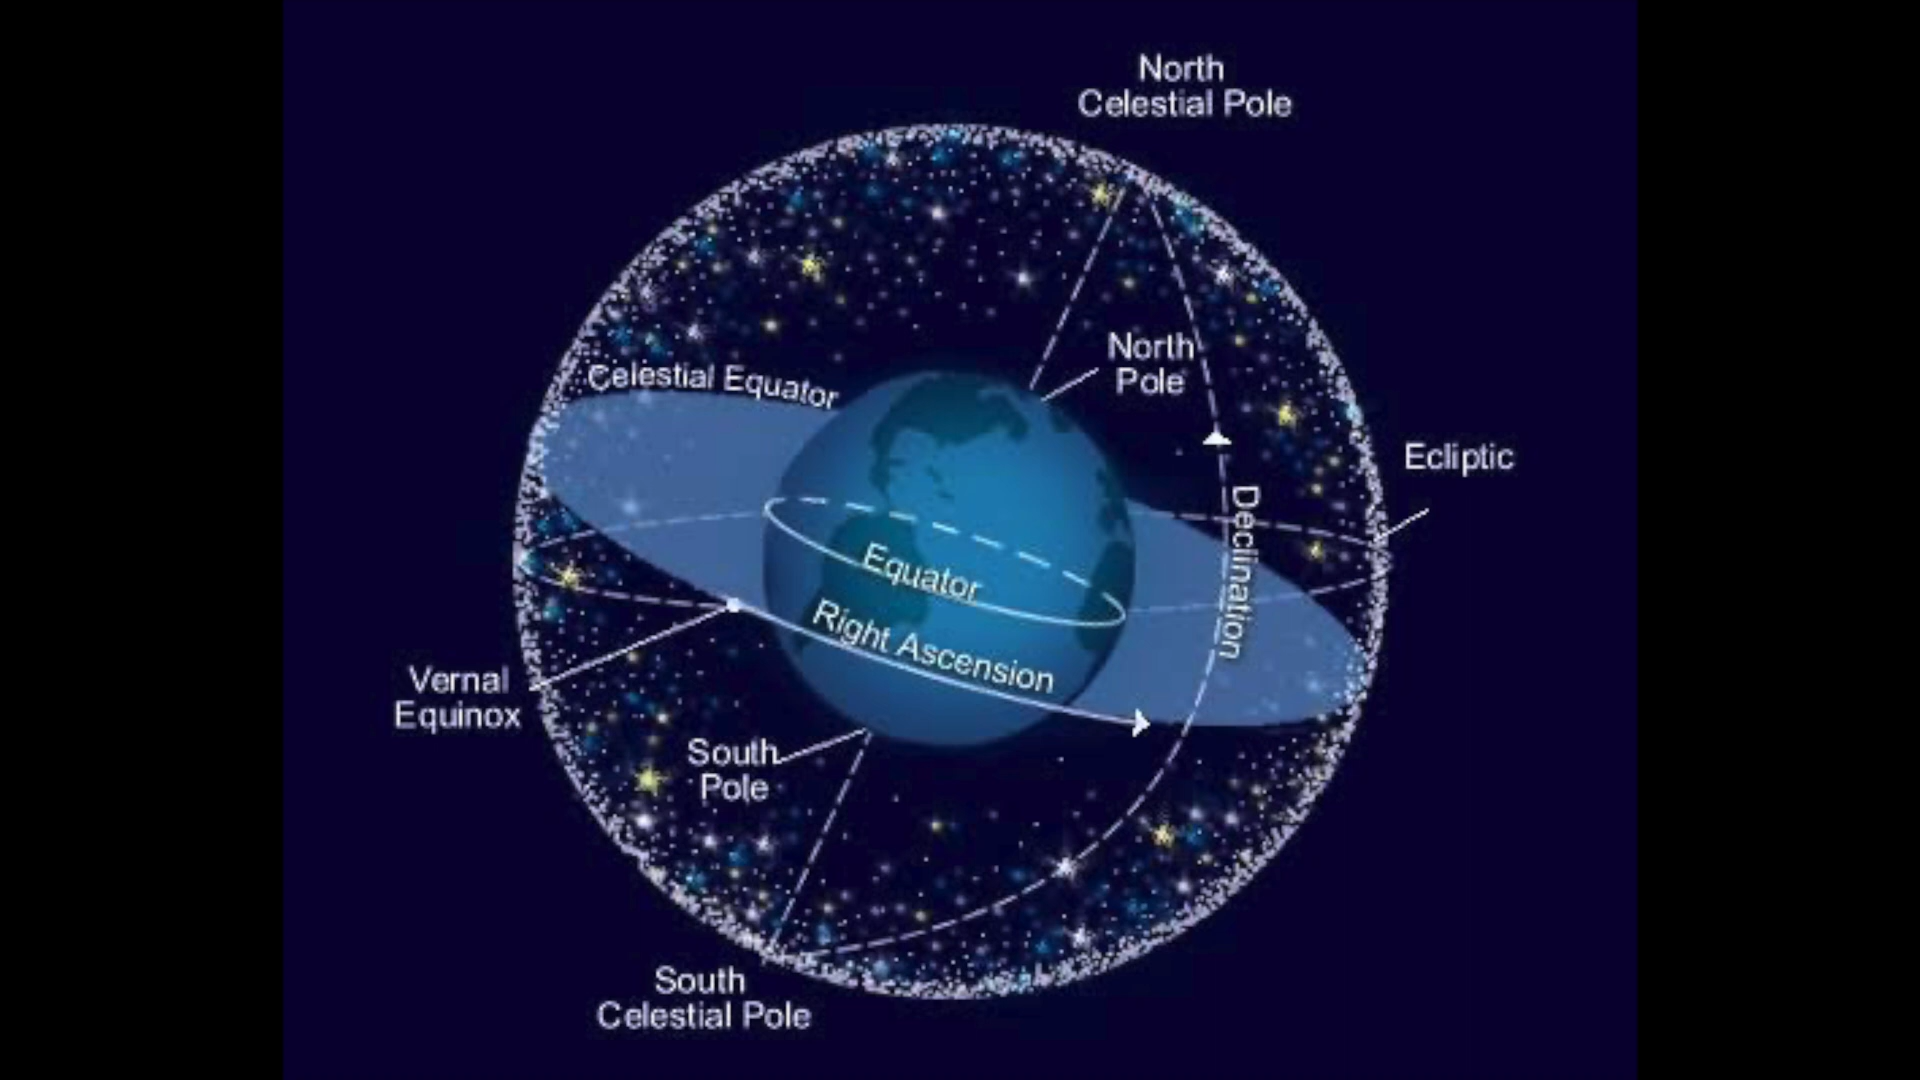 North
Celestial Pole
North
Pole
Celestial Equator
Ecliptic
Declination
Equator
Right Ascension
Vernal
Equinox
South
Pole
South
Celestial Pole